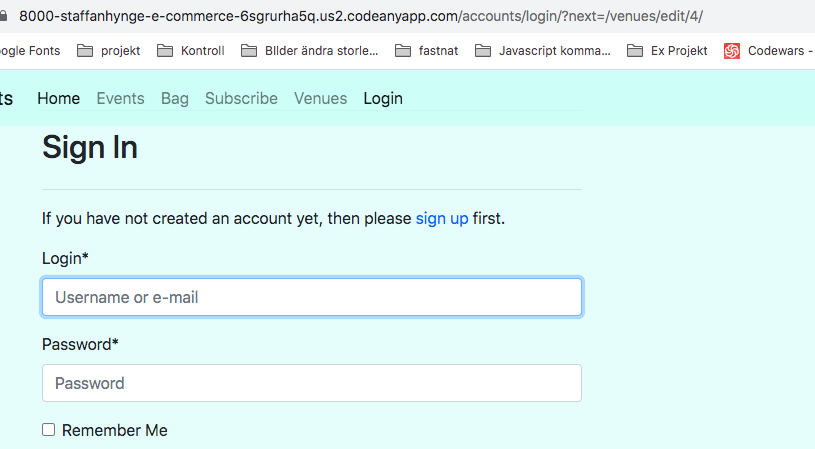 8000-staffanhynge-e-commerce-6sgrurha5q.us2.codeanyapp.com/accounts/login/?next=/venues/edit/4/
ogle Fonts projekt Kontroll BIlder ändra storle... fastnat Javascript komma... Ex Projekt Codewars -
ts Home Events Bag Subscribe Venues Login
Sign In
If you have not created an account yet, then please sign up first.
Login*
Username or e-mail
Password*
Password
Remember Me